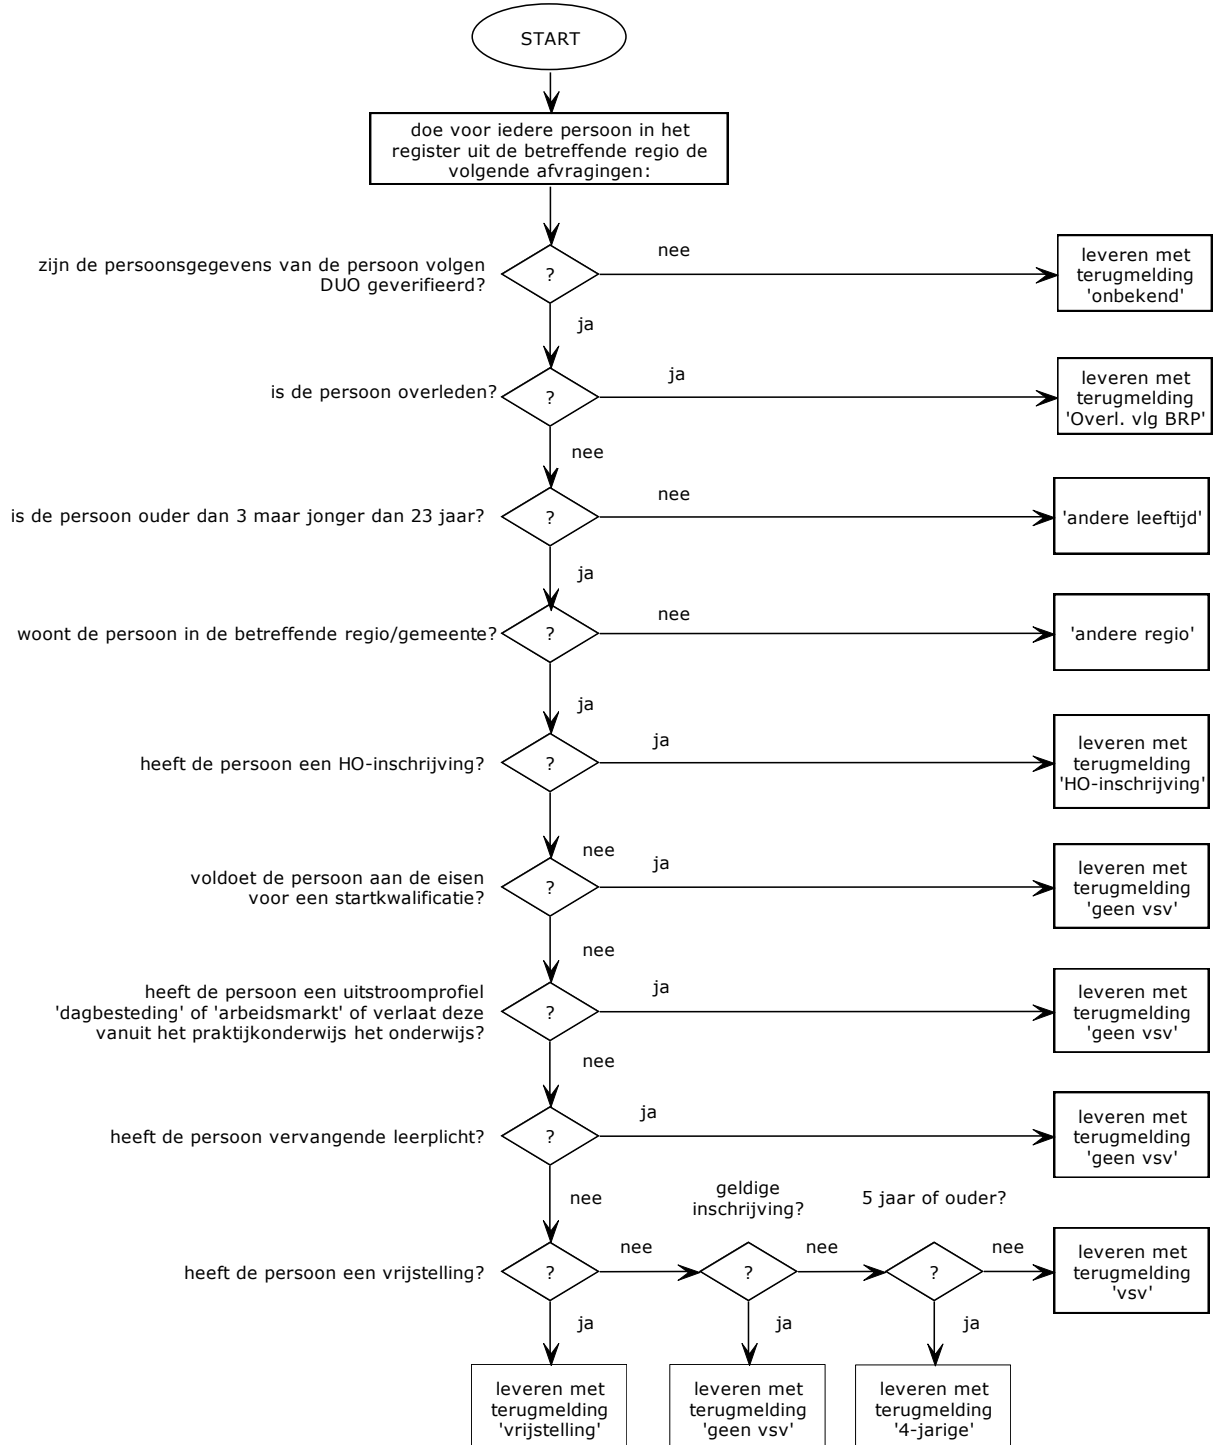 START
doe voor iedere persoon in het
register uit de betreffende regio de
volgende afvragingen:
zijn de persoonsgegevens van de persoon volgen
DUO geverifieerd?
?
nee
leveren met
terugmelding
'onbekend'
ja
is de persoon overleden?
?
ja
leveren met
terugmelding
'Overl. vlg BRP'
nee
is de persoon ouder dan 3 maar jonger dan 23 jaar?
?
nee
'andere leeftijd'
ja
woont de persoon in de betreffende regio/gemeente?
?
nee
'andere regio'
ja
heeft de persoon een HO-inschrijving?
?
ja
leveren met
terugmelding
'HO-inschrijving'
nee
voldoet de persoon aan de eisen
voor een startkwalificatie?
?
ja
leveren met
terugmelding
'geen vsv'
nee
heeft de persoon een uitstroomprofiel
'dagbesteding' of 'arbeidsmarkt' of verlaat deze
vanuit het praktijkonderwijs het onderwijs?
?
ja
leveren met
terugmelding
'geen vsv'
nee
heeft de persoon vervangende leerplicht?
?
ja
leveren met
terugmelding
'geen vsv'
nee
heeft de persoon een vrijstelling?
?
nee
geldige
inschrijving?
?
nee
5 jaar of ouder?
?
nee
leveren met
terugmelding
'vsv'
ja
leveren met
terugmelding
'vrijstelling'
ja
leveren met
terugmelding
'geen vsv'
ja
leveren met
terugmelding
'4-jarige'